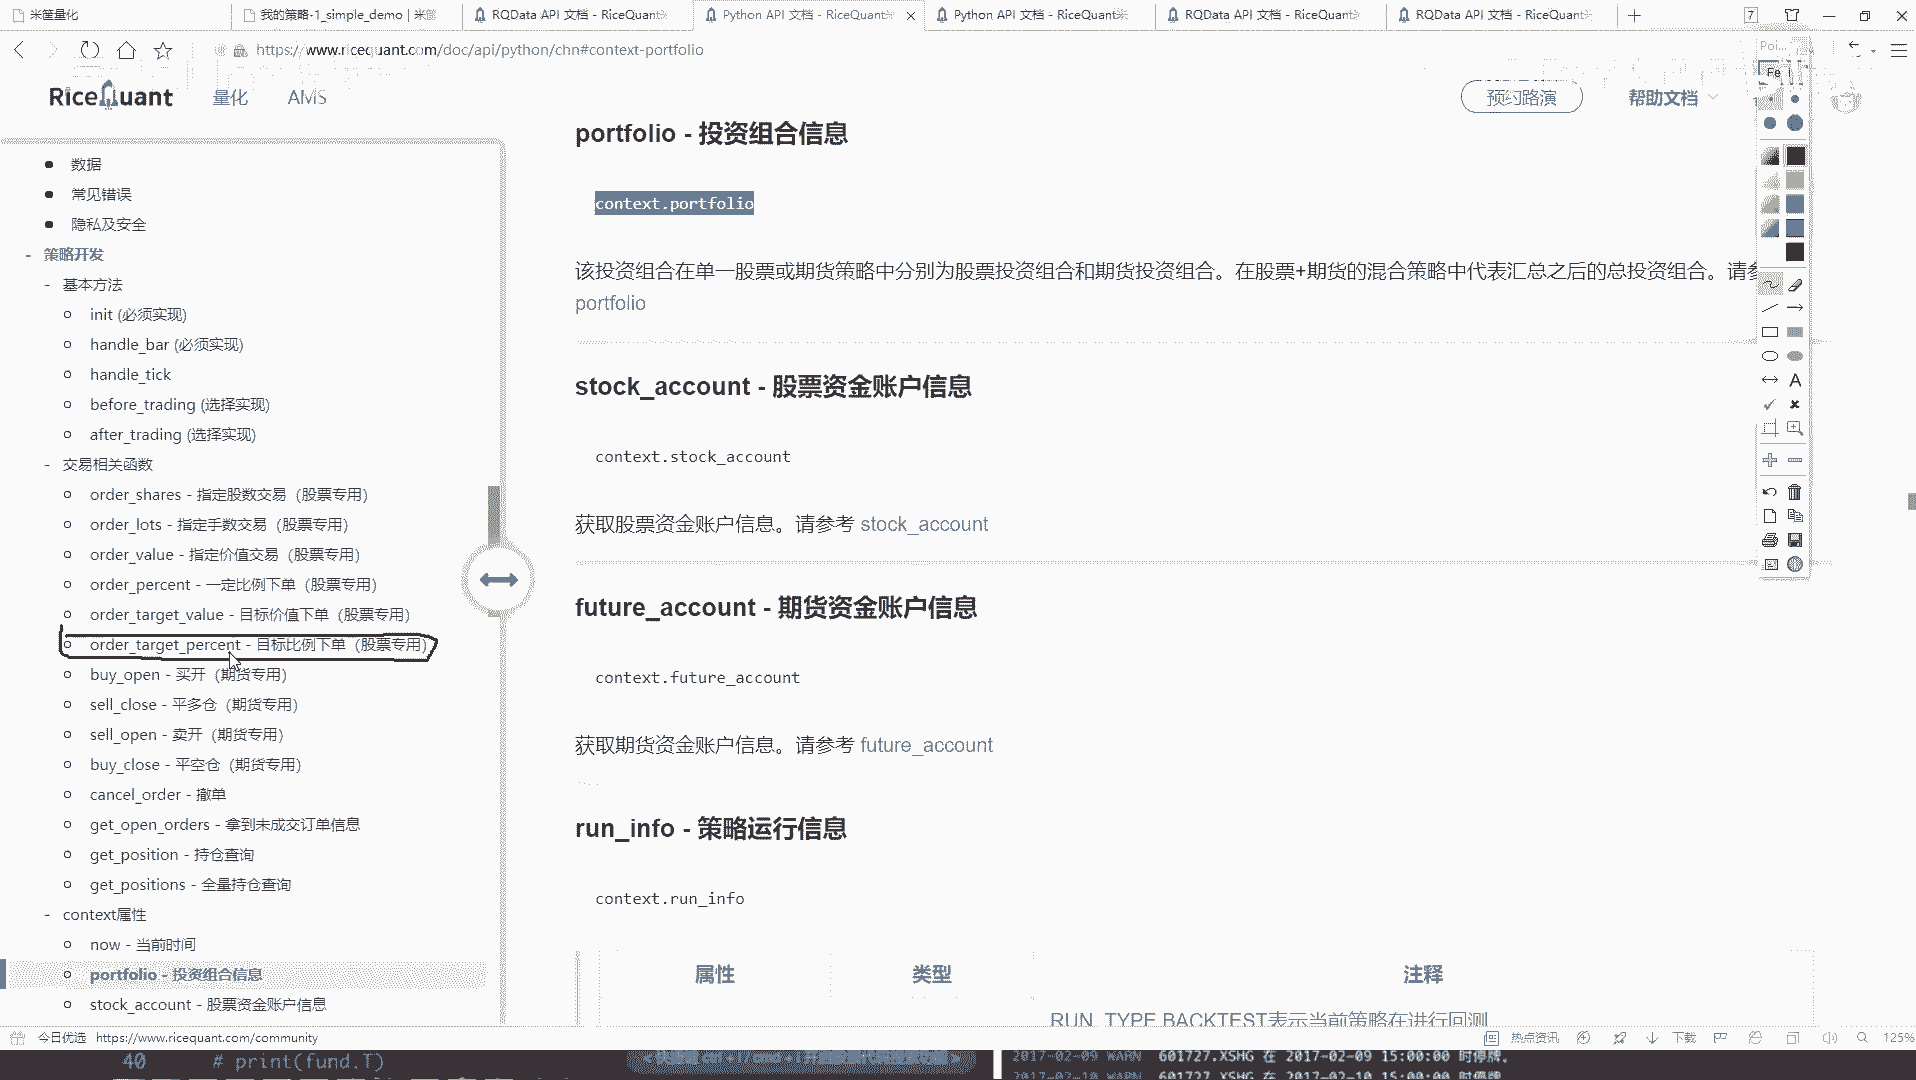 米筐量化
我的策略-1_simple_demo | 米筐
RQData API 文档 - RiceQuant
Python API 文档 - RiceQuant
Python API 文档 - RiceQuant米
RQData API 文档 - RiceQuant
RQData API 文档 - RiceQuant
7
https://www.ricequant.com/doc/api/python/chn#context-portfolio
RiceQuant
量化
AMS
预约路演
帮助文档
数据
常见错误
隐私及安全
- 策略开发
- 基本方法
init (必须实现)
handle_bar (必须实现)
handle_tick
before_trading (选择实现)
after_trading (选择实现)
- 交易相关函数
order_shares - 指定股数交易（股票专用）
order_lots - 指定手数交易（股票专用）
order_value - 指定价值交易（股票专用）
order_percent - 一定比例下单（股票专用）
order_target_value - 目标价值下单（股票专用）
order_target_percent - 目标比例下单（股票专用）
buy_open - 买开（期货专用）
sell_close - 平多仓（期货专用）
sell_open - 卖开（期货专用）
buy_close - 平空仓（期货专用）
cancel_order - 撤单
get_open_orders - 拿到未成交订单信息
get_position - 持仓查询
get_positions - 全量持仓查询
- context属性
now - 当前时间
portfolio - 投资组合信息
stock_account - 股票资金账户信息
portfolio - 投资组合信息
context.portfolio
该投资组合在单一股票或期货策略中分别为股票投资组合和期货投资组合。在股票+期货的混合策略中代表汇总之后的总投资组合。请参
portfolio
stock_account - 股票资金账户信息
context.stock_account
获取股票资金账户信息。请参考 stock_account
future_account - 期货资金账户信息
context.future_account
获取期货资金账户信息。请参考 future_account
run_info - 策略运行信息
context.run_info
属性
类型
注释
RUN_TYPE.BACKTEST表示当前策略在进行回测
Poi...
A
今日优选
https://www.ricequant.com/community
热点资讯
下载
125%
40 # print(fund.T)
2017-02-09 WARN 601727.XSHG 在 2017-02-09 15:00:00 时停牌。
2017-02-10 WARN 601727.XSHG 在 2017-02-10 15:00:00 时停牌。